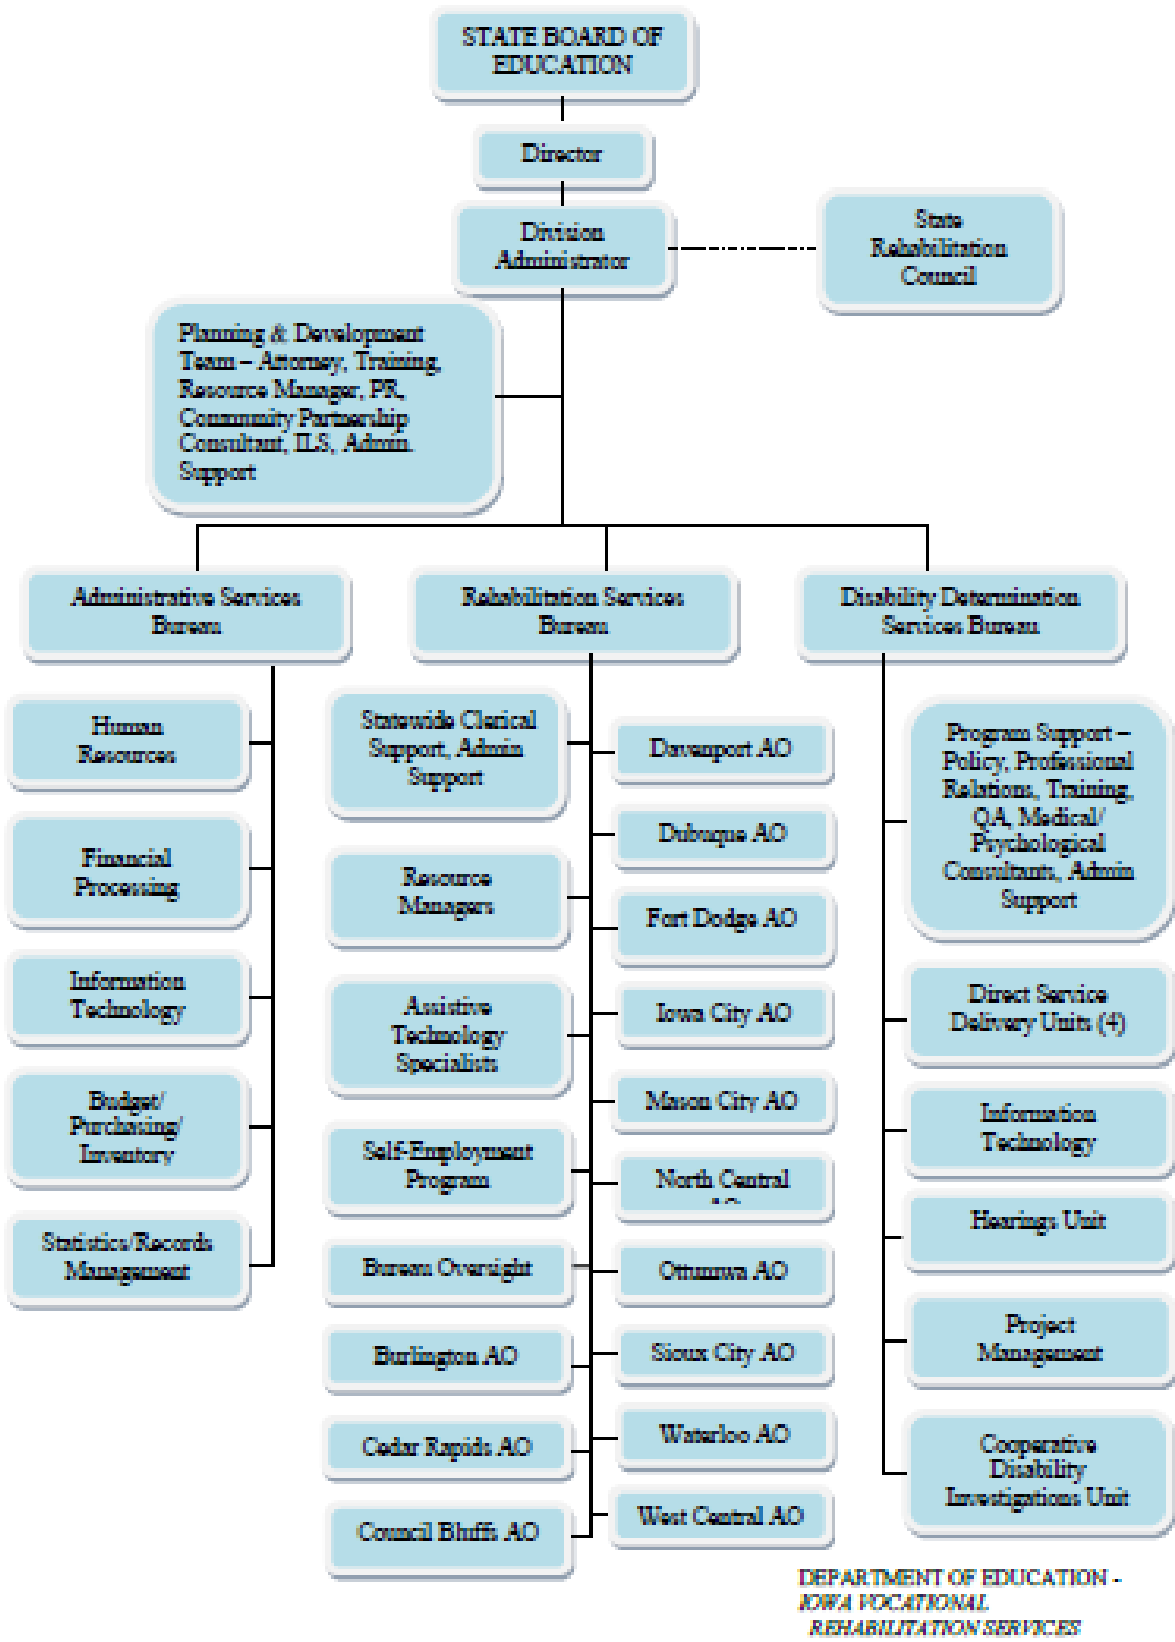 STATE BOARD OF
EDUCATION
Director
Division
Administrator
State
Rehabilitation
Council
Planning & Development
Team – Attorney, Training,
Resource Manager, PR,
Community Partnership
Consultant, ILS, Admin.
Support
Administrative Services
Bureau
Human
Resources
Financial
Processing
Information
Technology
Budget/
Purchasing/
Inventory
Statistics/Records
Management
Rehabilitation Services
Bureau
Statewide Clerical
Support, Admin
Support
Resource
Managers
Assistive
Technology
Specialists
Self-Employment
Program
Bureau Oversight
Burlington AO
Cedar Rapids AO
Council Bluffs AO
Davenport AO
Dubuque AO
Fort Dodge AO
Iowa City AO
Mason City AO
North Central
Ottumwa AO
Sioux City AO
Waterloo AO
West Central AO
Disability Determination
Services Bureau
Program Support –
Policy, Professional
Relations, Training,
QA, Medical/
Psychological
Consultants, Admin
Support
Direct Service
Delivery Units (4)
Information
Technology
Hearings Unit
Project
Management
Cooperative
Disability
Investigations Unit
DEPARTMENT OF EDUCATION -
IOWA VOCATIONAL
REHABILITATION SERVICES